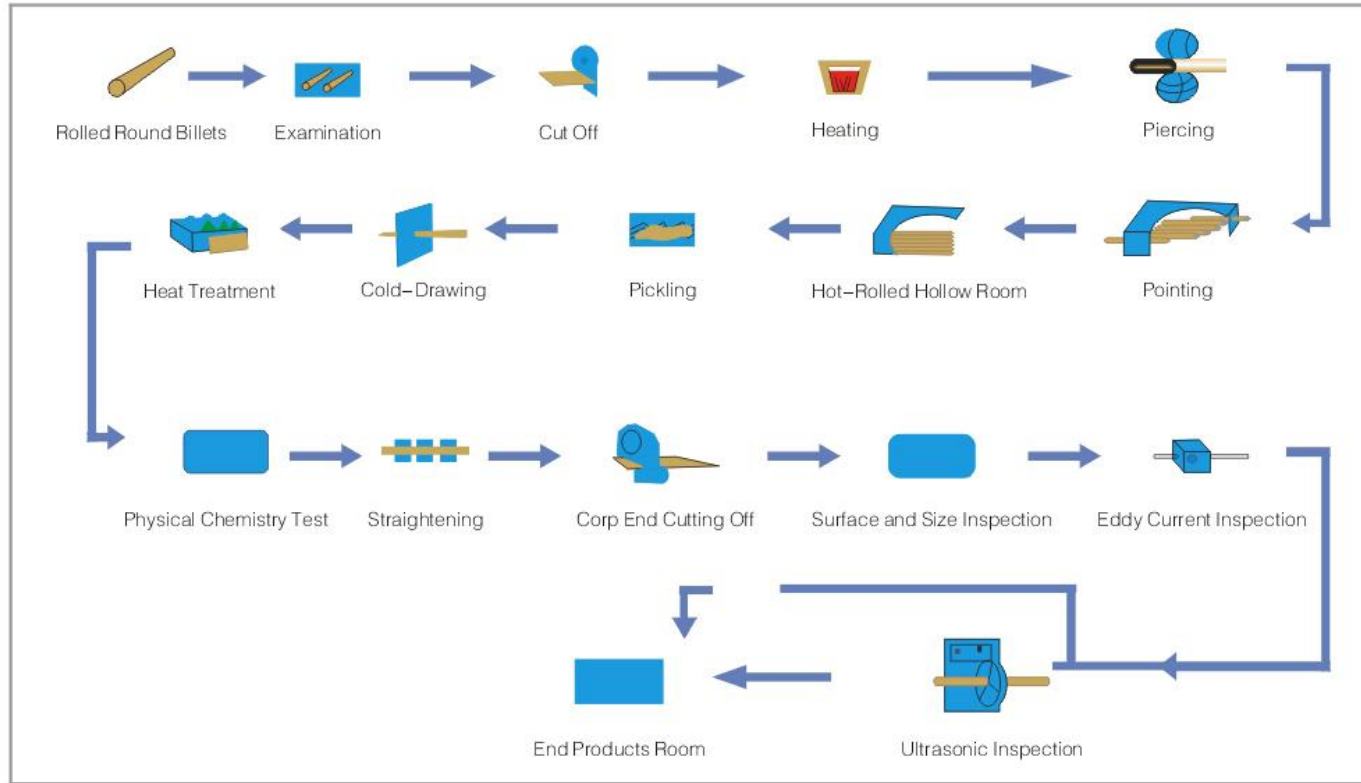 Rolled Round Billets
Examination
Cut Off
Heating
Piercing
Heat Treatment
Cold–Drawing
Pickling
Hot–Rolled Hollow Room
Pointing
Physical Chemistry Test
Straightening
Corp End Cutting Off
Surface and Size Inspection
Eddy Current Inspection
End Products Room
Ultrasonic Inspection